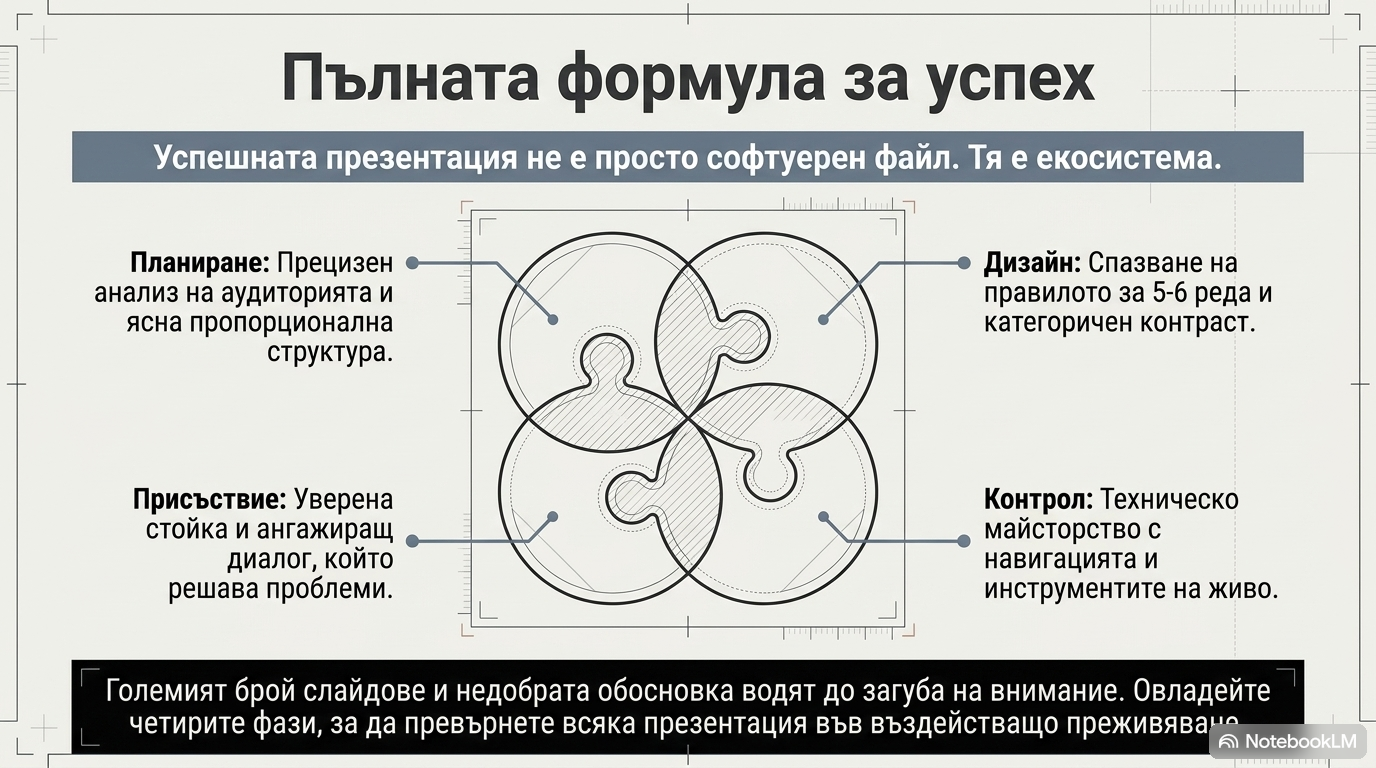 Пълната формула за успех
Успешната презентация не е просто софтуерен файл. Тя е екосистема.
Планиране: Прецизен
анализ на аудиторията и
ясна пропорционална
структура.
Дизайн: Спазване на
правилото за 5-6 реда и
категоричен контраст.
Присъствие: Уверена
стойка и ангажиращ
диалог, който
решава проблеми.
Контрол: Техническо
майсторство с
навигацията и
инструментите на живо.
Големият брой слайдове и недобрата обосновка водят до загуба на внимание. Овладейте
четирите фази, за да превърнете всяка презентация във въздействащо преживяване.
NotebookLM